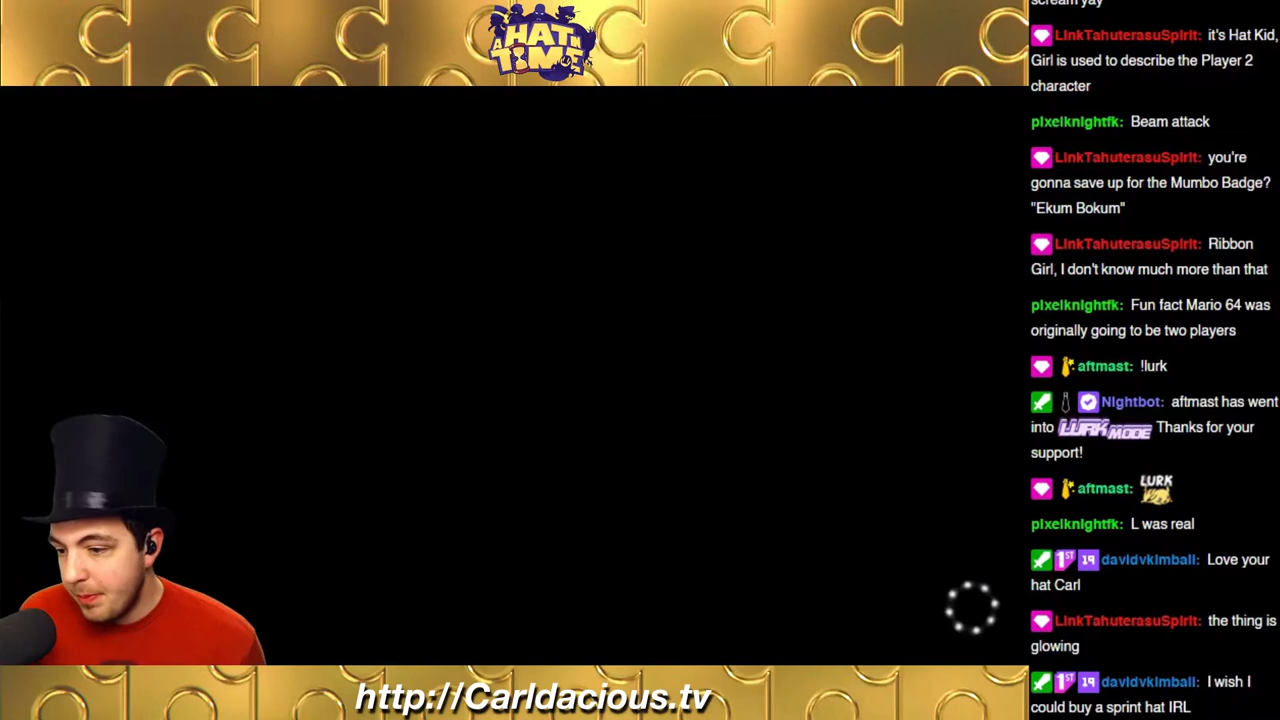 A HAT IN TIME
scream yay
LinkTahuterasuSpirit: it's Hat Kid,
Girl is used to describe the Player 2
character
pixelknightfk: Beam attack
LinkTahuterasuSpirit: you're
gonna save up for the Mumbo Badge?
"Ekum Bokum"
LinkTahuterasuSpirit: Ribbon
Girl, I don't know much more than that
pixelknightfk: Fun fact Mario 64 was
originally going to be two players
aftmast: !lurk
Nightbot: aftmast has went
into LURK MODE Thanks for your
support!
aftmast: LURK
pixelknightfk: L was real
1ST 19 davidvkimball: Love your
hat Carl
LinkTahuterasuSpirit: the thing is
glowing
1ST 19 davidvkimball: I wish I
could buy a sprint hat IRL
http://Carldacious.tv